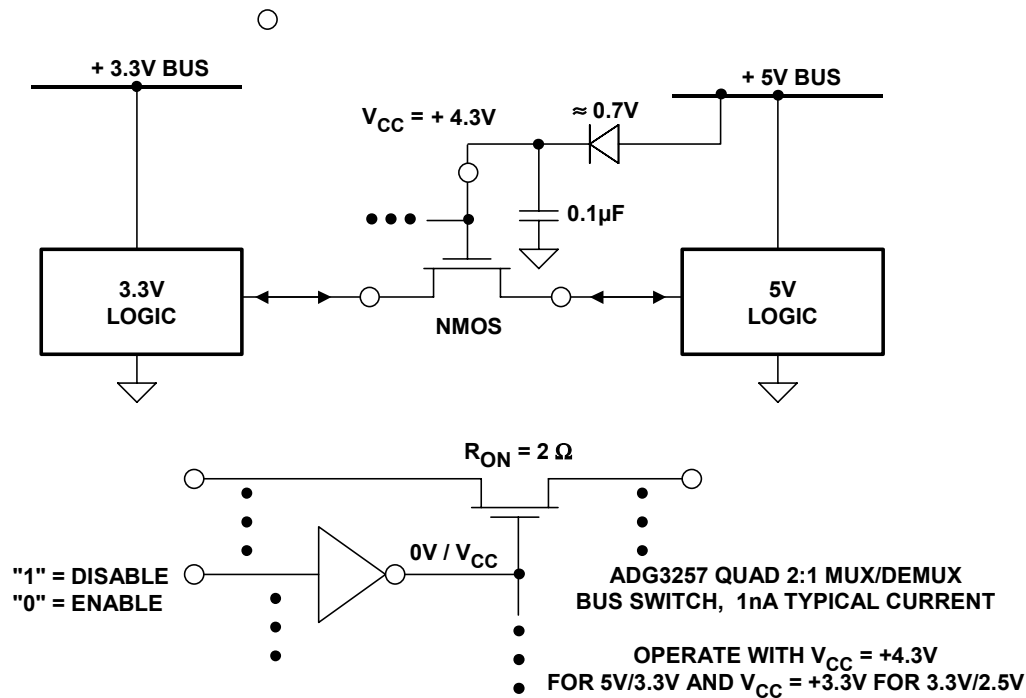 + 3.3V BUS
+ 5V BUS
V_CC = + 4.3V
≈ 0.7V
0.1µF
3.3V
LOGIC
NMOS
5V
LOGIC
R_ON = 2 Ω
0V / V_CC
"1" = DISABLE
"0" = ENABLE
ADG3257 QUAD 2:1 MUX/DEMUX
BUS SWITCH, 1nA TYPICAL CURRENT
OPERATE WITH V_CC = +4.3V
FOR 5V/3.3V AND V_CC = +3.3V FOR 3.3V/2.5V